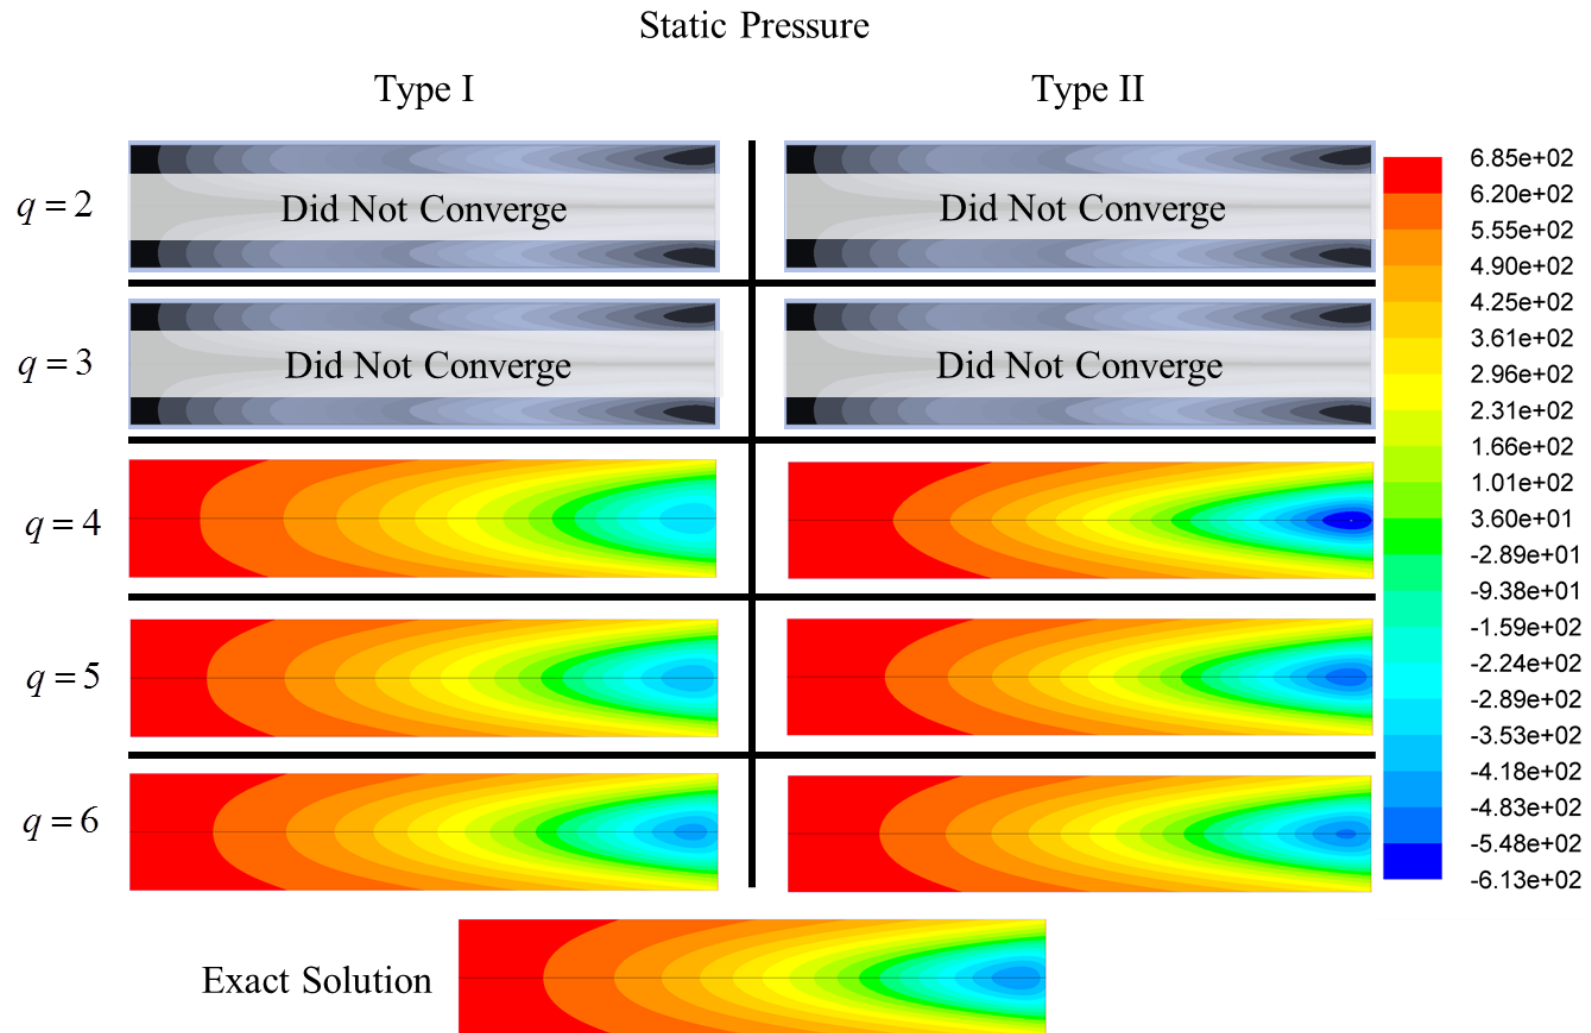 Static Pressure
Type I Type II
q = 2 Did Not Converge Did Not Converge
q = 3 Did Not Converge Did Not Converge
q = 4
q = 5
q = 6
Exact Solution
6.85e+02
6.20e+02
5.55e+02
4.90e+02
4.25e+02
3.61e+02
2.96e+02
2.31e+02
1.66e+02
1.01e+02
3.60e+01
-2.89e+01
-9.38e+01
-1.59e+02
-2.24e+02
-2.89e+02
-3.53e+02
-4.18e+02
-4.83e+02
-5.48e+02
-6.13e+02